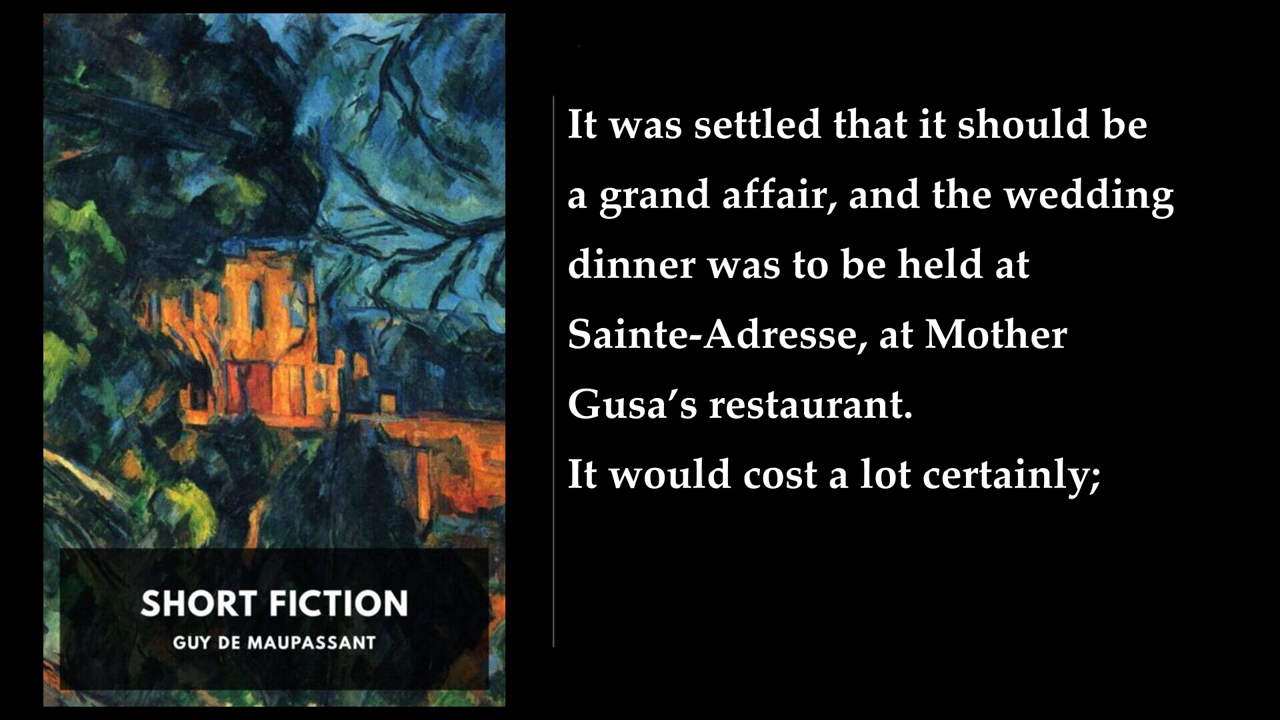 SHORT FICTION
GUY DE MAUPASSANT
It was settled that it should be
a grand affair, and the wedding
dinner was to be held at
Sainte-Adresse, at Mother
Gusa’s restaurant.
It would cost a lot certainly;